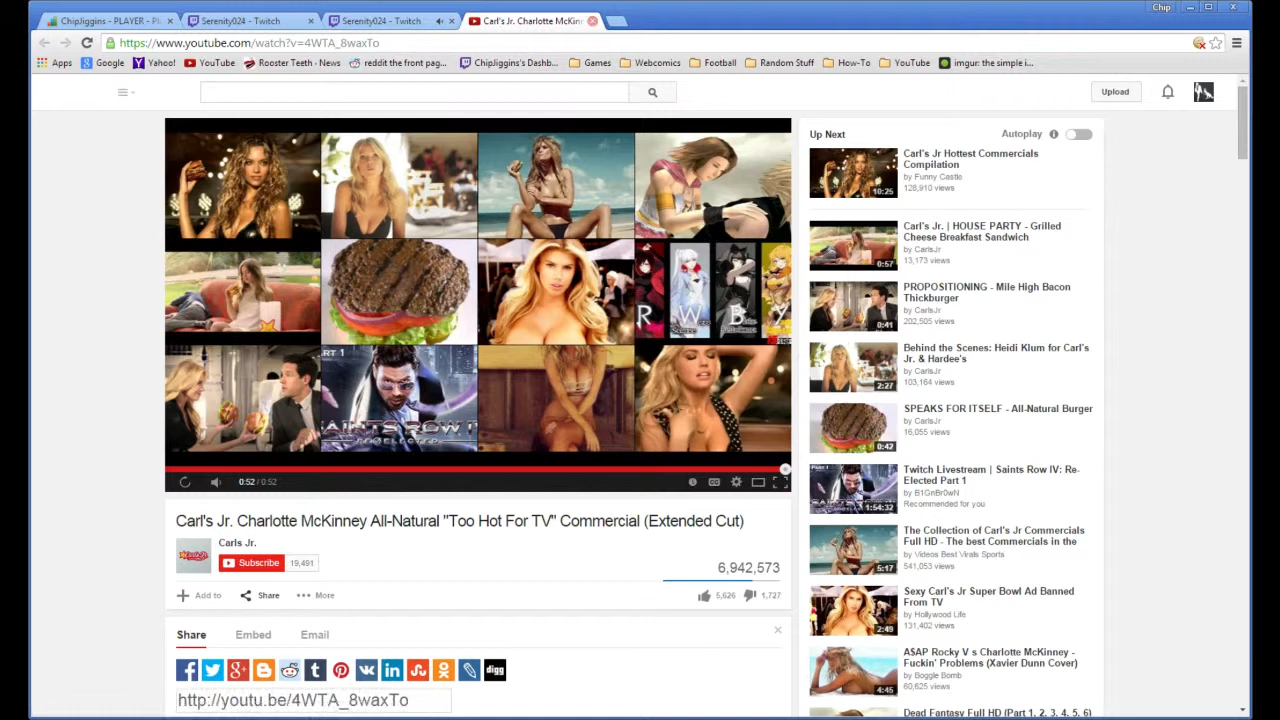 Chip
ChipJiggins - PLAYER - Pl
Serenity024 - Twitch
Serenity024 - Twitch
Carl's Jr. Charlotte McKin
https://www.youtube.com/watch?v=4WTA_8waxTo
Apps
Google
Yahoo!
YouTube
Rooster Teeth - News
reddit the front pag...
ChipJiggins's Dashb...
Games
Webcomics
Football
Random Stuff
How-To
YouTube
imgur: the simple i...
Upload
R W B Y
ART 1
SAINTS ROW IV
RE-ELECTED
0:52 / 0:52
Carl's Jr. Charlotte McKinney All-Natural "Too Hot For TV" Commercial (Extended Cut)
Carls Jr.
Subscribe
19,491
6,942,573
Add to
Share
More
5,626
1,727
Share
Embed
Email
digg
http://youtu.be/4WTA_8waxTo
Up Next
Autoplay
10:25
Carl's Jr Hottest Commercials
Compilation
by Funny Castle
128,910 views
0:57
Carl's Jr. | HOUSE PARTY - Grilled
Cheese Breakfast Sandwich
by CarlsJr
13,173 views
0:41
PROPOSITIONING - Mile High Bacon
Thickburger
by CarlsJr
202,505 views
2:27
Behind the Scenes: Heidi Klum for Carl's
Jr. & Hardee's
by CarlsJr
103,164 views
0:42
SPEAKS FOR ITSELF - All-Natural Burger
by CarlsJr
16,055 views
1:54:32
Twitch Livestream | Saints Row IV: Re-
Elected Part 1
by B1GnBr0wN
Recommended for you
5:17
The Collection of Carl's Jr Commercials
Full HD - The best Commercials in the
by Videos Best Virals Sports
541,053 views
2:49
Sexy Carl's Jr Super Bowl Ad Banned
From TV
by Hollywood Life
131,402 views
4:45
A$AP Rocky V s Charlotte McKinney -
Fuckin' Problems (Xavier Dunn Cover)
by Boggle Bomb
60,625 views
Dead Fantasy Full HD (Part 1, 2, 3, 4, 5, 6)